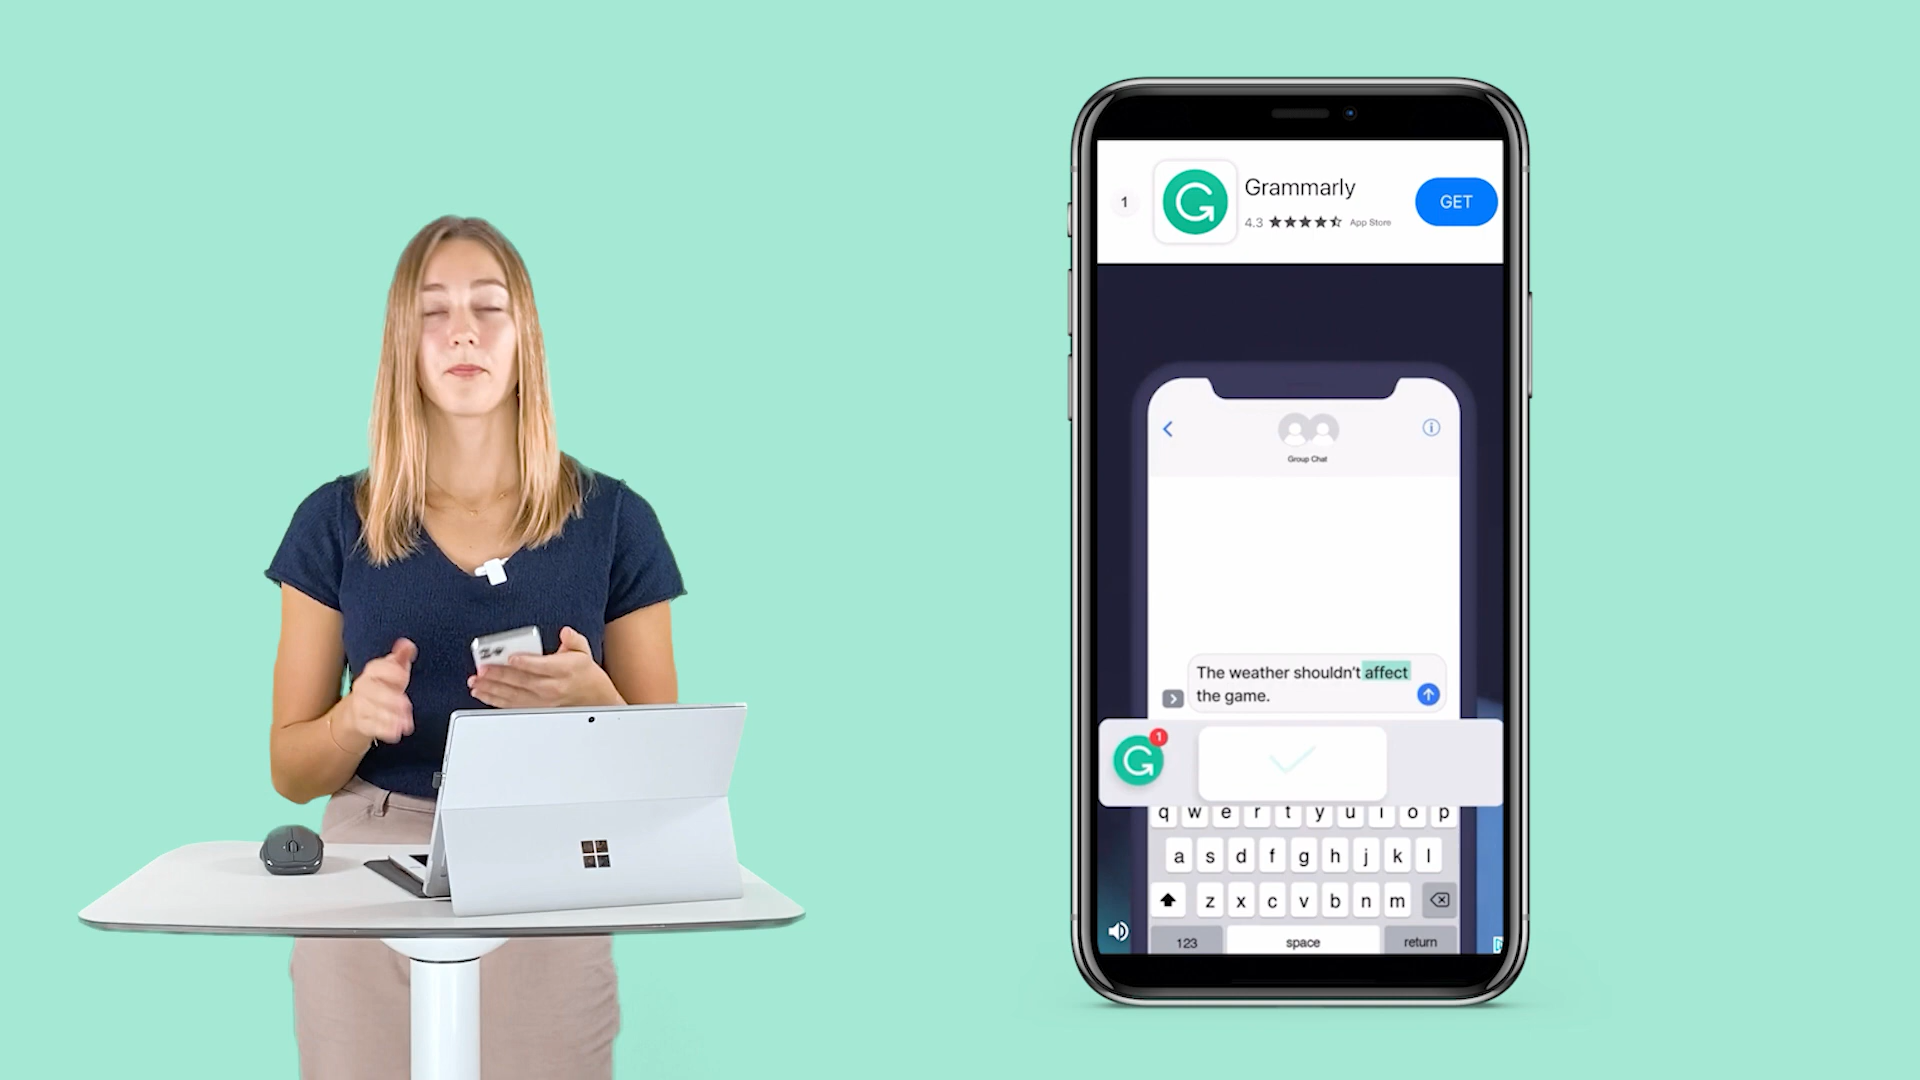 1
Grammarly
4.3
App Store
GET
Group Chat
The weather shouldn't affect
the game.
1
q w e r t y u i o p
a s d f g h j k l
z x c v b n m
123
space
return